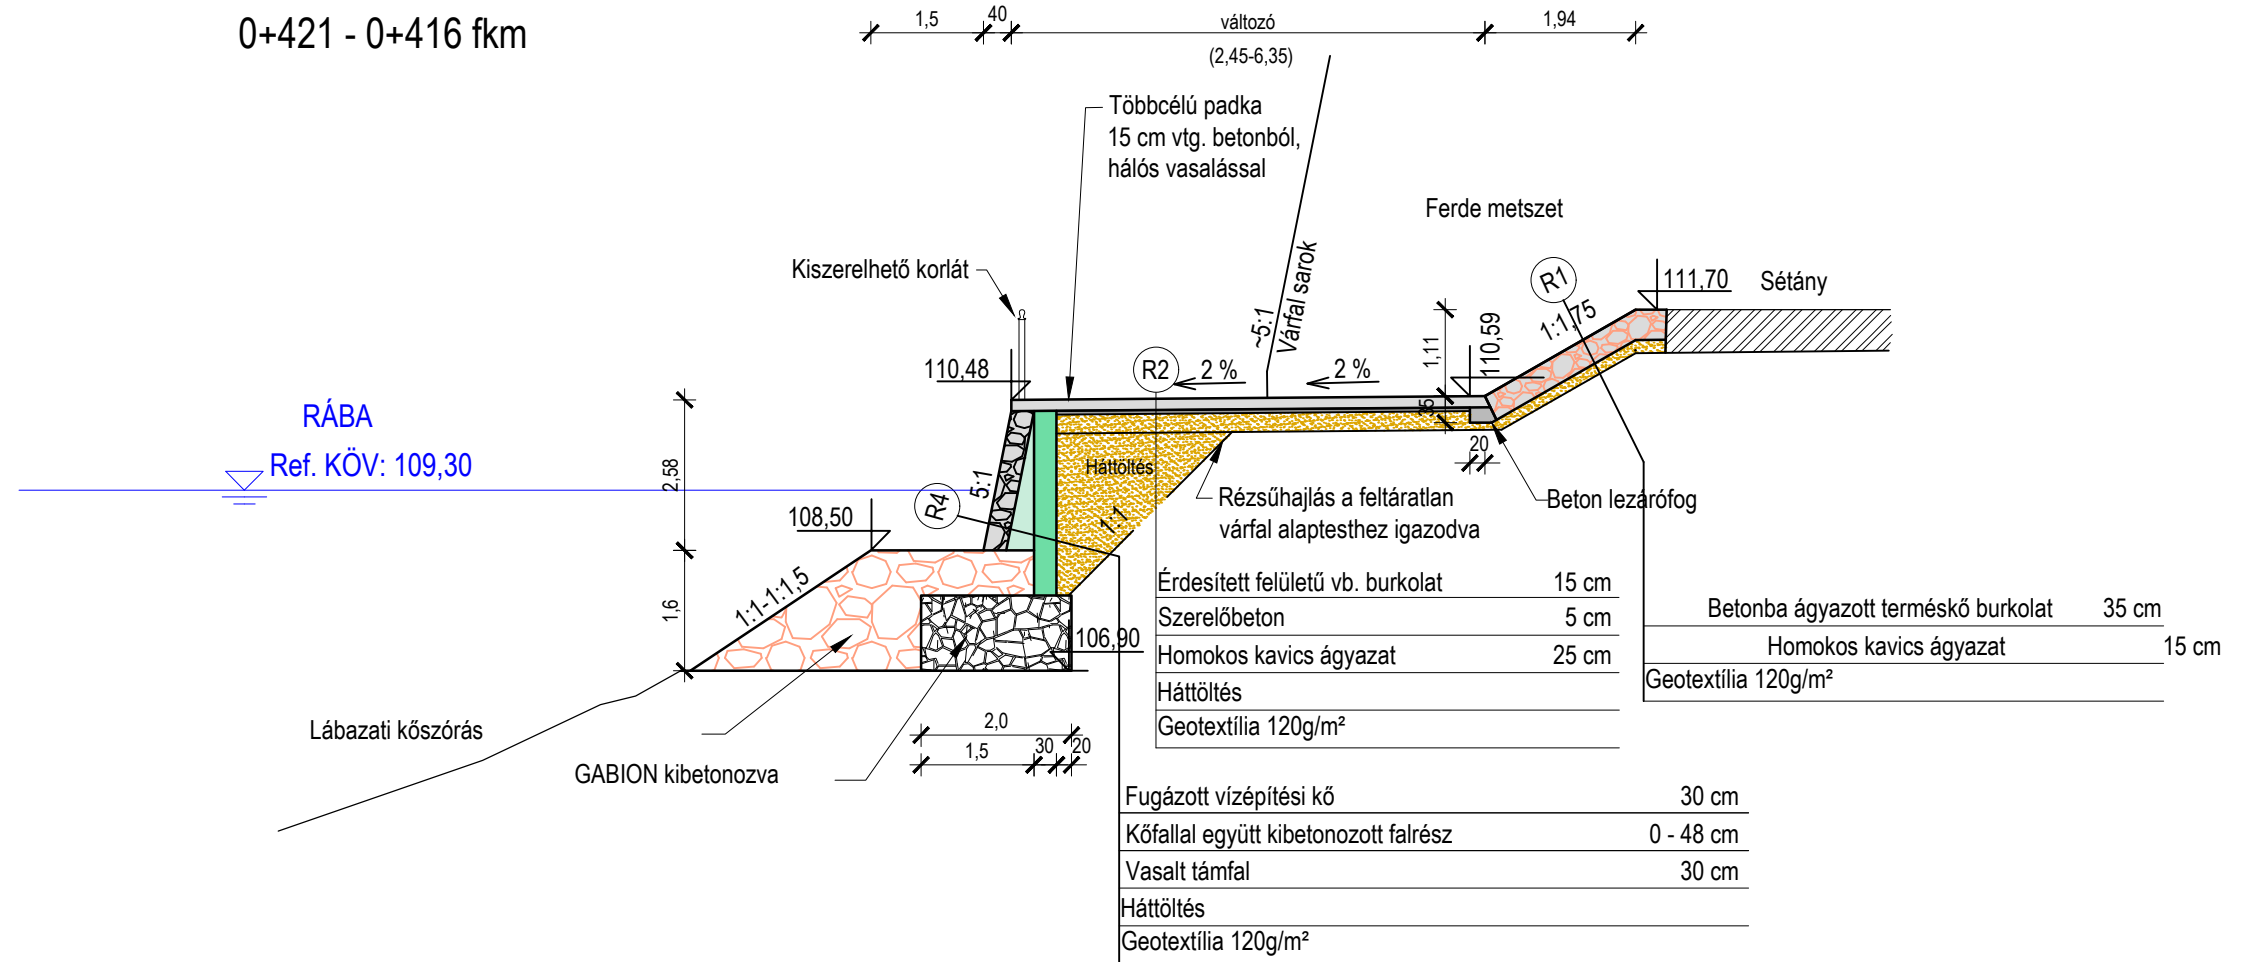 0+421 - 0+416 fkm
1,5
40
változó
1,94
(2,45-6,35)
Többcélú padka
15 cm vtg. betonból,
hálós vasalással
Ferde metszet
Kiszerelhető korlát
~5:1
Várfal sarok
R1
1:1,75
111,70
Sétány
1,11
110,59
110,48
R2
2 %
2 %
35
20
RÁBA
Ref. KÖV: 109,30
2,58
R4
5:1
Háttöltés
1:1
Rézsűhajlás a feltáratlan
várfal alaptesthez igazodva
Beton lezárófog
108,50
1:1-1:1,5
1,6
106,90
Érdesített felületű vb. burkolat 15 cm
Szerelőbeton 5 cm
Homokos kavics ágyazat 25 cm
Háttöltés
Geotextília 120g/m²
Betonba ágyazott terméskő burkolat 35 cm
Homokos kavics ágyazat 15 cm
Geotextília 120g/m²
Lábazati kőszórás
GABION kibetonozva
2,0
1,5
30
20
Fugázott vízépítési kő 30 cm
Kőfallal együtt kibetonozott falrész 0 - 48 cm
Vasalt támfal 30 cm
Háttöltés
Geotextília 120g/m²